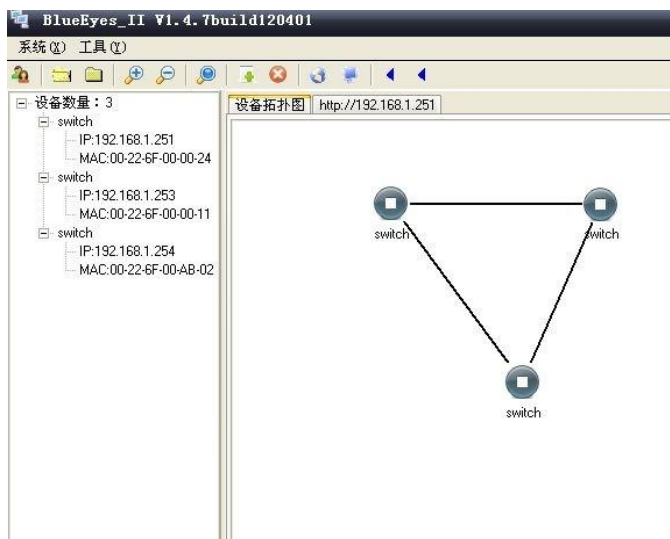 BlueEyes_II V1.4.7build120401
系统(X) 工具(T)
设备数量：3
switch
IP:192.168.1.251
MAC:00-22-6F-00-00-24
switch
IP:192.168.1.253
MAC:00-22-6F-00-00-11
switch
IP:192.168.1.254
MAC:00-22-6F-00-AB-02
设备拓扑图 http://192.168.1.251
switch switch
switch